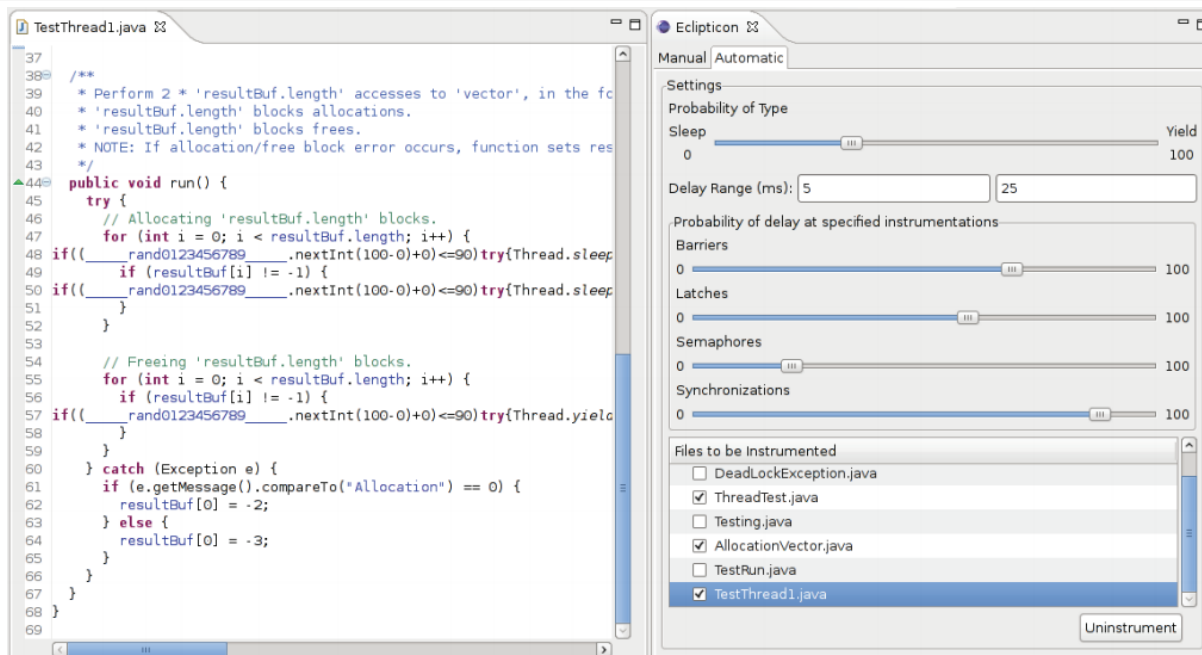 TestThread1.java
37
38 /**
39 * Perform 2 * 'resultBuf.length' accesses to 'vector', in the fo
40 * 'resultBuf.length' blocks allocations.
41 * 'resultBuf.length' blocks frees.
42 * NOTE: If allocation/free block error occurs, function sets res
43 */
44 public void run() {
45 try {
46 // Allocating 'resultBuf.length' blocks.
47 for (int i = 0; i < resultBuf.length; i++) {
48 if((_____rand0123456789_____.nextInt(100-0)+0)<=90)try{Thread.sleep
49 if (resultBuf[i] != -1) {
50 if((_____rand0123456789_____.nextInt(100-0)+0)<=90)try{Thread.sleep
51 }
52 }
53
54 // Freeing 'resultBuf.length' blocks.
55 for (int i = 0; i < resultBuf.length; i++) {
56 if (resultBuf[i] != -1) {
57 if((_____rand0123456789_____.nextInt(100-0)+0)<=90)try{Thread.yield
58 }
59 }
60 } catch (Exception e) {
61 if (e.getMessage().compareTo("Allocation") == 0) {
62 resultBuf[0] = -2;
63 } else {
64 resultBuf[0] = -3;
65 }
66 }
67 }
68 }
69
Eclipticon
Manual Automatic
Settings
Probability of Type
Sleep Yield
0 100
Delay Range (ms): 5 25
Probability of delay at specified instrumentations
Barriers
0 100
Latches
0 100
Semaphores
0 100
Synchronizations
0 100
Files to be Instrumented
DeadLockException.java
ThreadTest.java
Testing.java
AllocationVector.java
TestRun.java
TestThread1.java
Uninstrument